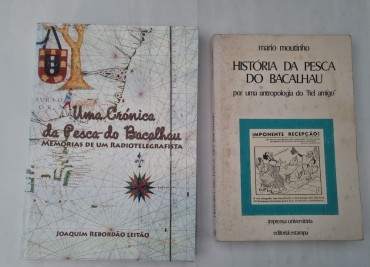 Uma Crónica
da Pesca do Bacalhau
MEMÓRIAS DE UM RADIOTELEGRAFISTA
JOAQUIM REBORDÃO LEITÃO
mario moutinho
HISTÓRIA DA PESCA
DO BACALHAU
por uma antropologia do "fiel amigo"
IMPONENTE RECEPÇÃO!
imprensa universitária
editorial estampa